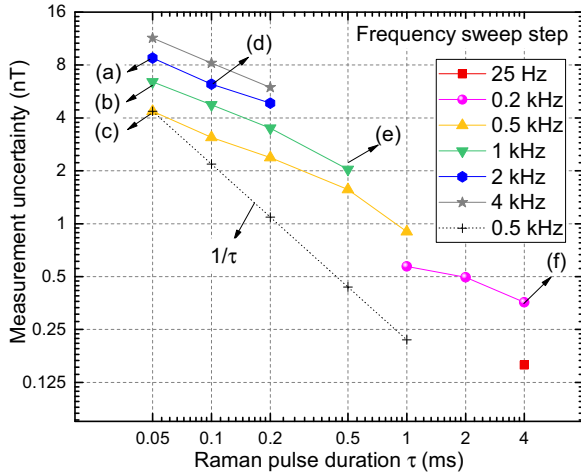 Frequency sweep step
25 Hz
0.2 kHz
0.5 kHz
1 kHz
2 kHz
4 kHz
0.5 kHz
Measurement uncertainty (nT)
16
8
4
2
1
0.5
0.25
0.125
(a)
(b)
(c)
(d)
(e)
(f)
1/τ
0.05
0.1
0.2
0.5
1
2
4
Raman pulse duration τ (ms)